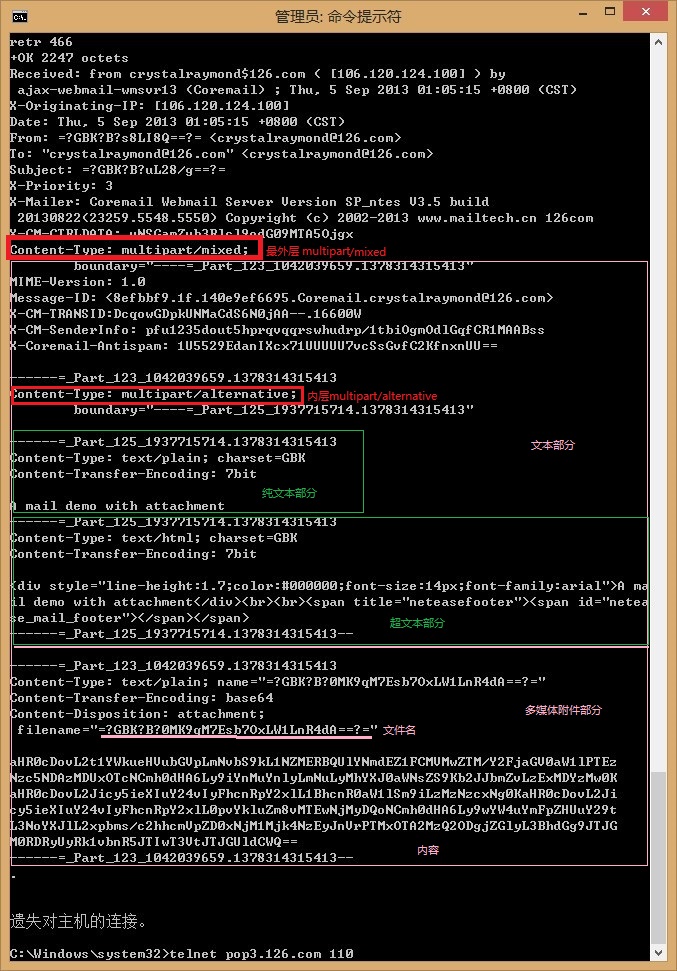 管理员: 命令提示符
retr 466
+OK 2247 octets
Received: from crystalraymond$126.com ( [106.120.124.100] ) by
ajax-webmail-wmsvr13 (Coremail) ; Thu, 5 Sep 2013 01:05:15 +0800 (CST)
X-Originating-IP: [106.120.124.100]
Date: Thu, 5 Sep 2013 01:05:15 +0800 (CST)
From: =?GBK?B?s8LI8Q==?= <crystalraymond@126.com>
To: "crystalraymond@126.com" <crystalraymond@126.com>
Subject: =?GBK?B?uL28/g==?=
X-Priority: 3
X-Mailer: Coremail Webmail Server Version SP_ntes V3.5 build
20130822(23259.5548.5550) Copyright (c) 2002-2013 www.mailtech.cn 126com
Content-Type: multipart/mixed; 最外层 multipart/mixed
boundary="----=_Part_123_1042039659.1378314315413"
MIME-Version: 1.0
Message-ID: <8efbbf9.1f.140e9ef6695.Coremail.crystalraymond@126.com>
X-CM-TRANSID:DcqowGDpkUNMaCdS6N0jAA--.16600W
X-CM-SenderInfo: pfu1235dout5hprqvqqrswhudrp/1tbiOgmOdlGqfCR1MAABss
X-Coremail-Antispam: 1U5529EdanIXcx71UUUUU7vcSsGvfC2KfnxnUU==
------=_Part_123_1042039659.1378314315413
Content-Type: multipart/alternative; 内层multipart/alternative
boundary="----=_Part_125_1937715714.1378314315413"
------=_Part_125_1937715714.1378314315413
文本部分
Content-Type: text/plain; charset=GBK
Content-Transfer-Encoding: 7bit
纯文本部分
A mail demo with attachment
------=_Part_125_1937715714.1378314315413
Content-Type: text/html; charset=GBK
Content-Transfer-Encoding: 7bit
<div style="line-height:1.7;color:#000000;font-size:14px;font-family:arial">A ma
il demo with attachment</div><br><br><span title="neteasefooter"><span id="netea
se_mail_footer"></span></span>
超文本部分
------=_Part_125_1937715714.1378314315413--
------=_Part_123_1042039659.1378314315413
Content-Type: text/plain; name="=?GBK?B?0MK9qM7Esb7OxLW1LnR4dA==?="
Content-Transfer-Encoding: base64
Content-Disposition: attachment;
多媒体附件部分
filename="=?GBK?B?0MK9qM7Esb7OxLW1LnR4dA==?=" 文件名
内容
------=_Part_123_1042039659.1378314315413--
.
遗失对主机的连接。
C:\Windows\system32>telnet pop3.126.com 110